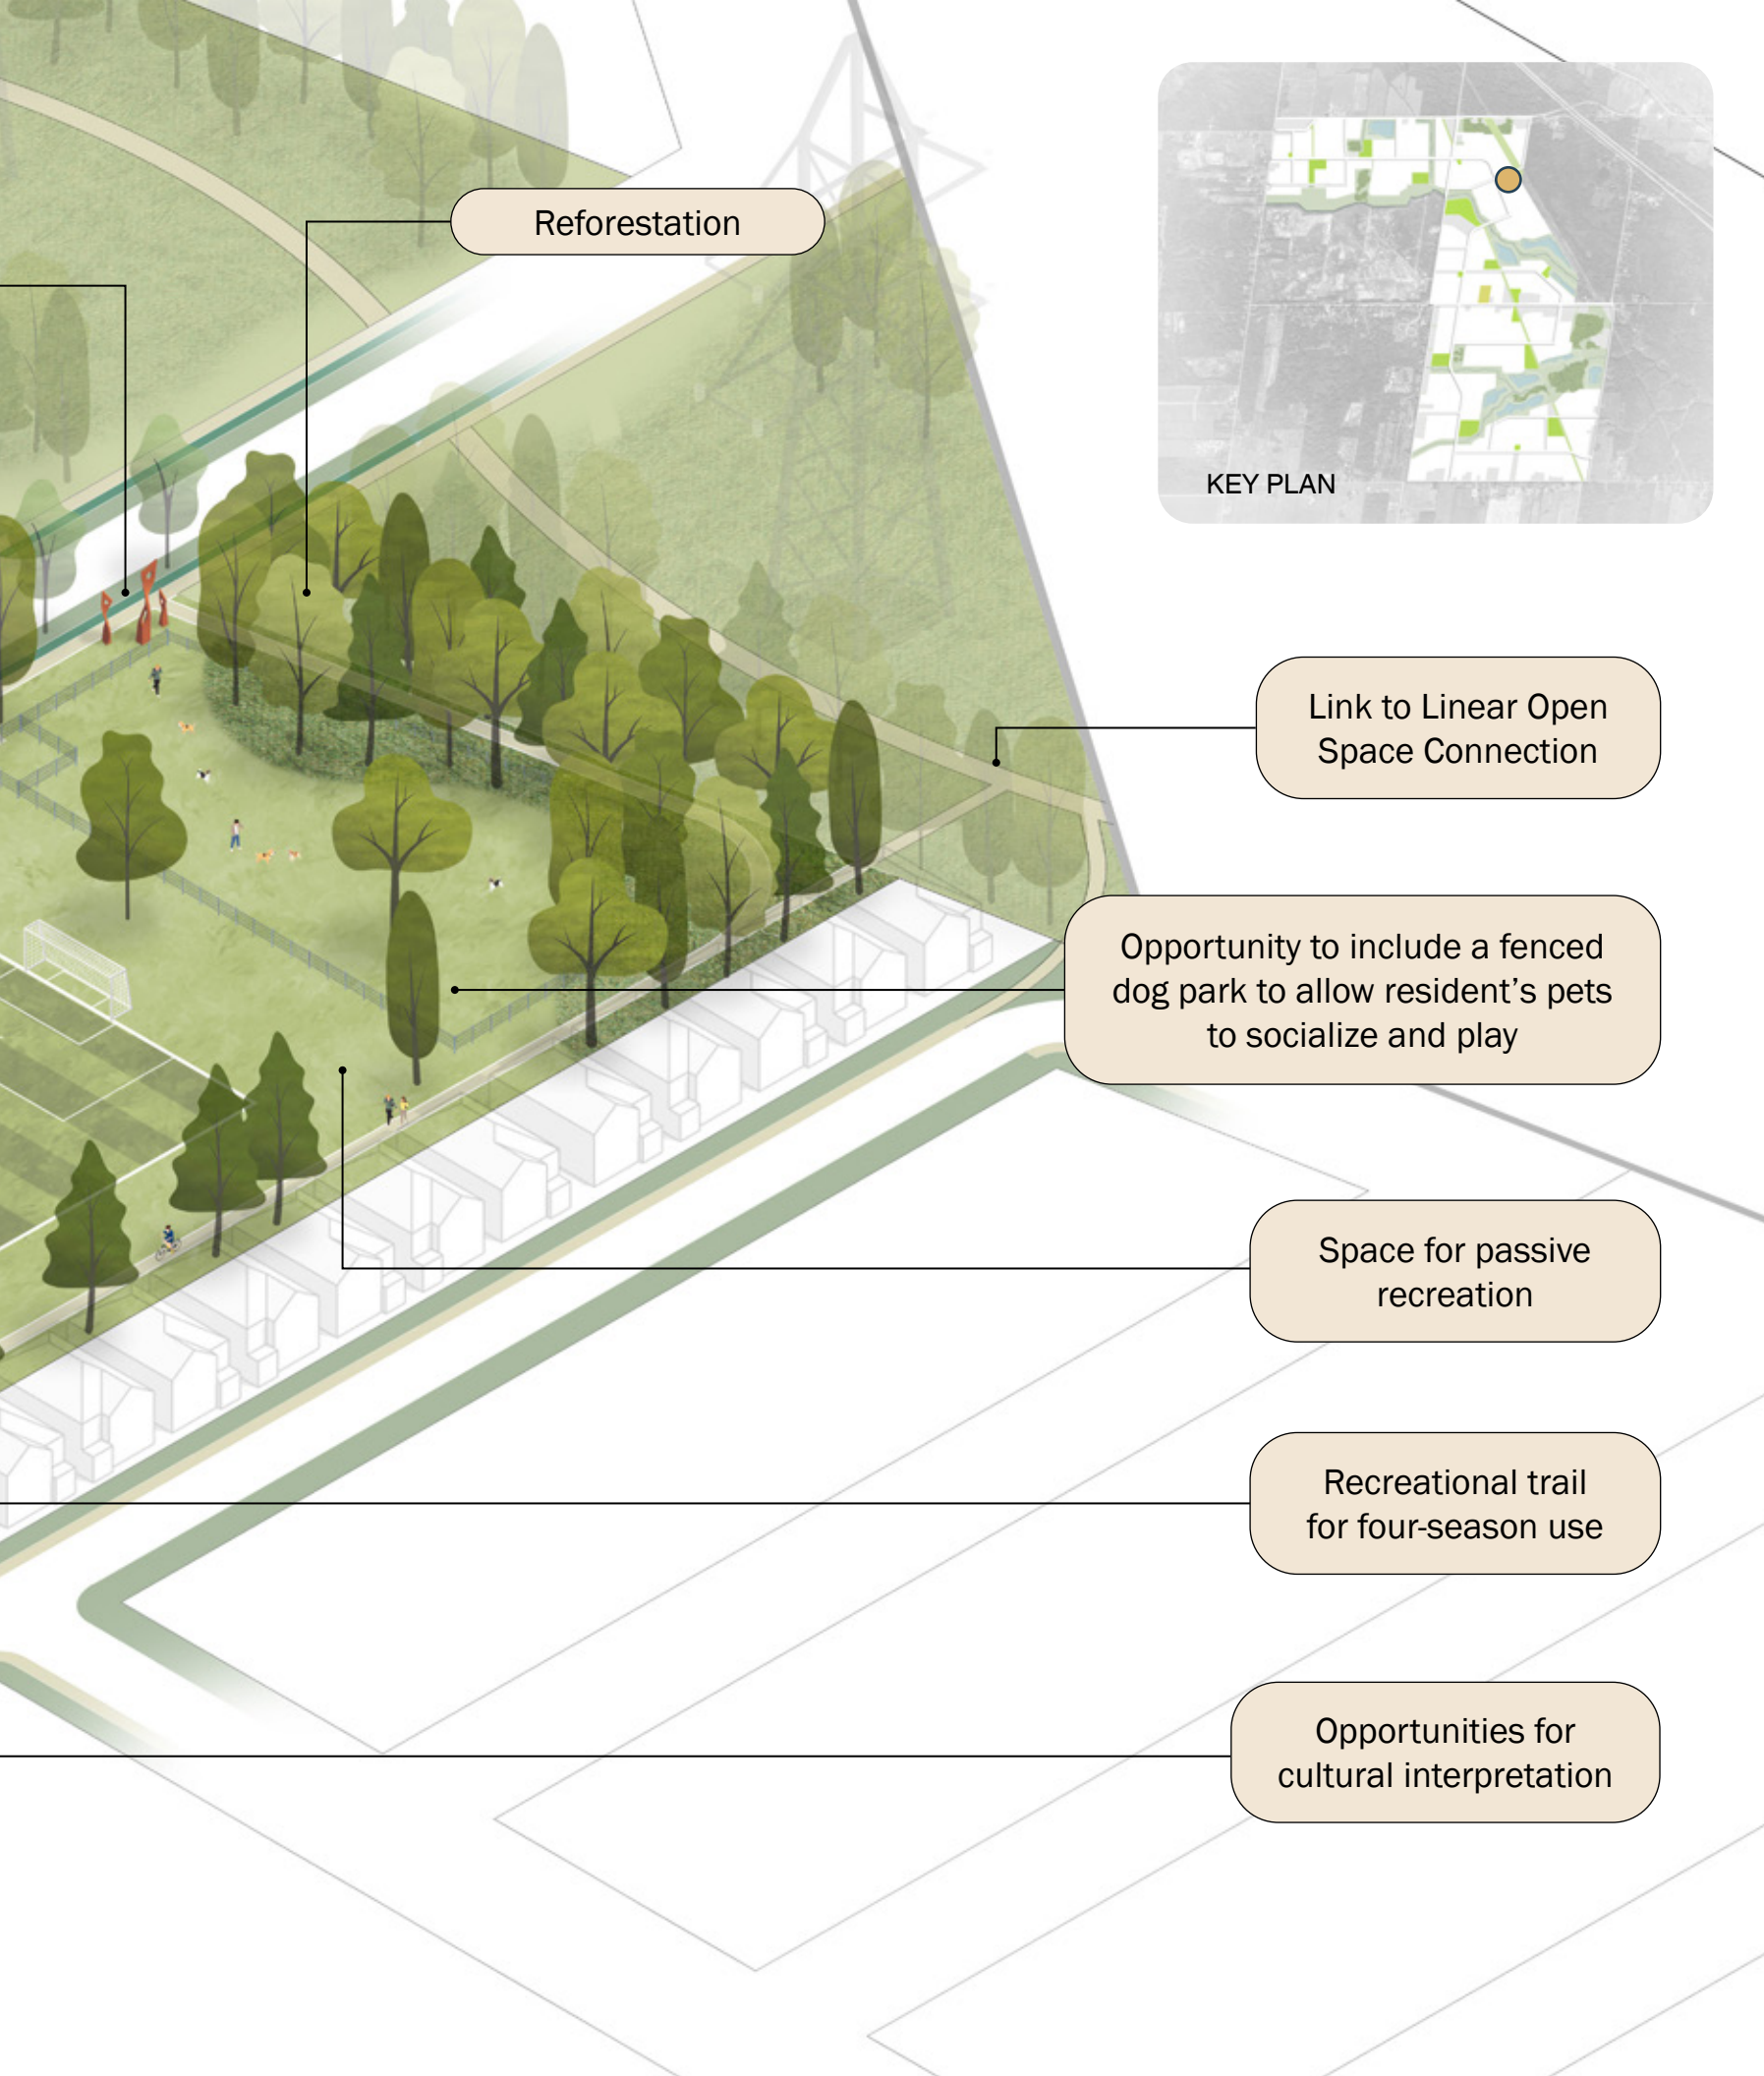 Reforestation
KEY PLAN
Link to Linear Open
Space Connection
Opportunity to include a fenced
dog park to allow resident’s pets
to socialize and play
Space for passive
recreation
Recreational trail
for four-season use
Opportunities for
cultural interpretation